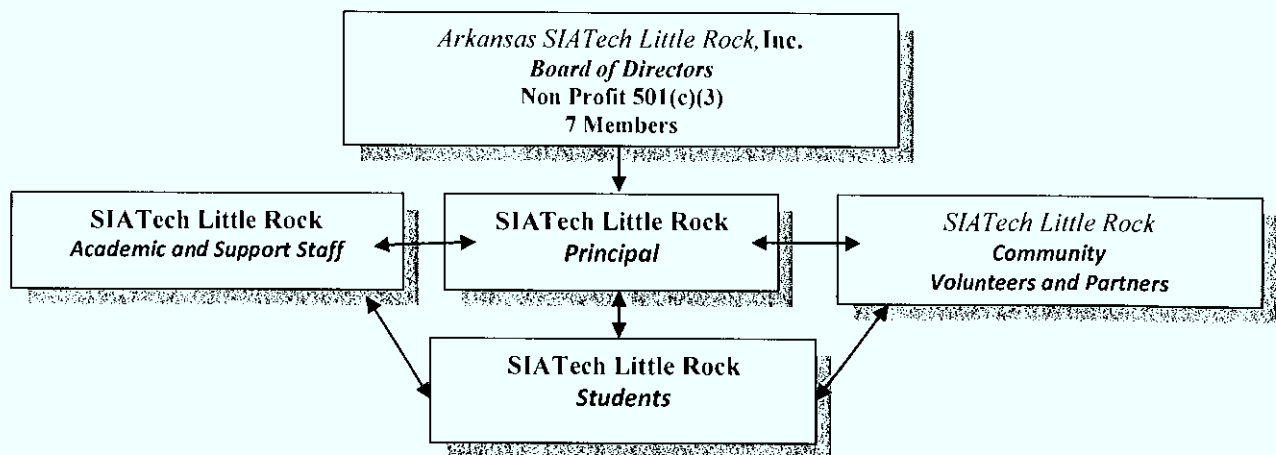 Arkansas SIATech Little Rock, Inc.
Board of Directors
Non Profit 501(c)(3)
7 Members
SIATech Little Rock
Academic and Support Staff
SIATech Little Rock
Principal
SIATech Little Rock
Community
Volunteers and Partners
SIATech Little Rock
Students